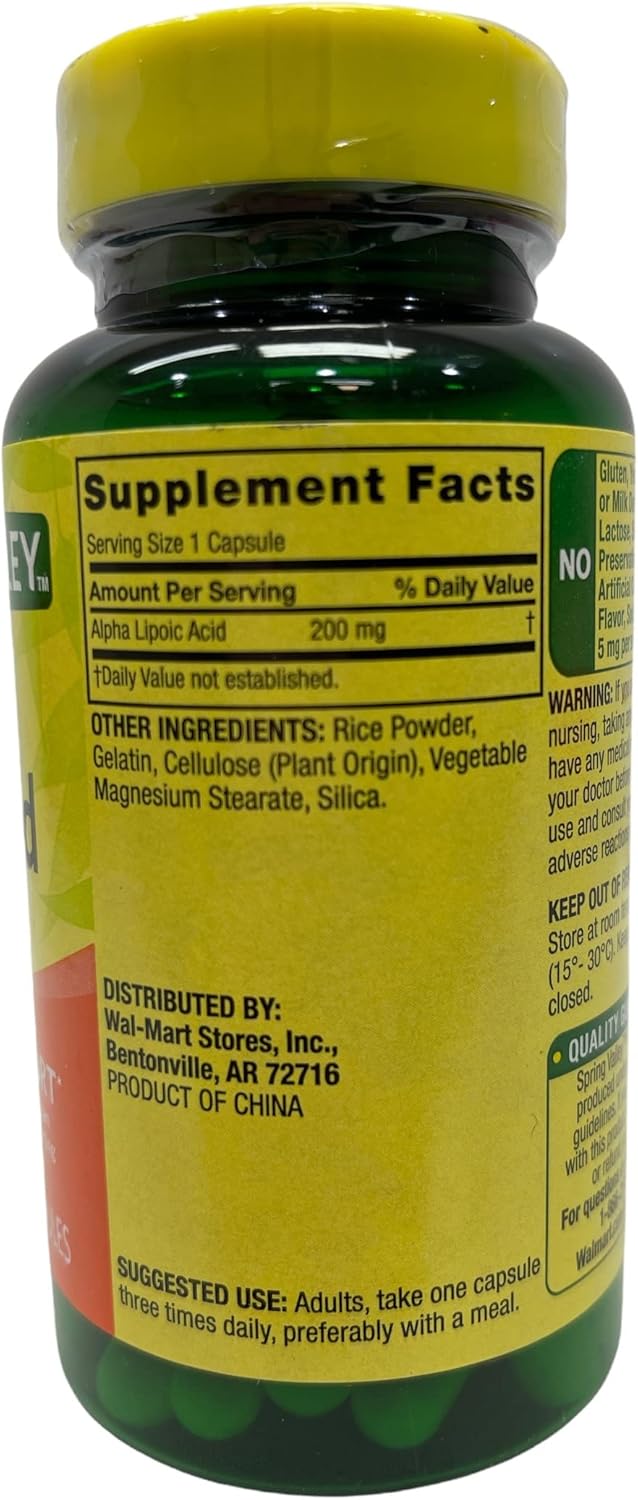 EY™
d
Supplement Facts
Serving Size 1 Capsule
Amount Per Serving % Daily Value
Alpha Lipoic Acid 200 mg †
†Daily Value not established.
OTHER INGREDIENTS: Rice Powder,
Gelatin, Cellulose (Plant Origin), Vegetable
Magnesium Stearate, Silica.
DISTRIBUTED BY:
Wal-Mart Stores, Inc.,
Bentonville, AR 72716
PRODUCT OF CHINA
SUGGESTED USE: Adults, take one capsule
three times daily, preferably with a meal.
NO
Gluten,
or Milk
Lactose,
Artificial
Flavor,
5 mg per
WARNING: If you
nursing, taking
have any
your doctor
use and consult
adverse
KEEP OUT OF
Store at room
(15°- 30°C).
closed.
• QUALITY
Spring Valley
produced
guidelines.
with this
or
For questions
Walmart